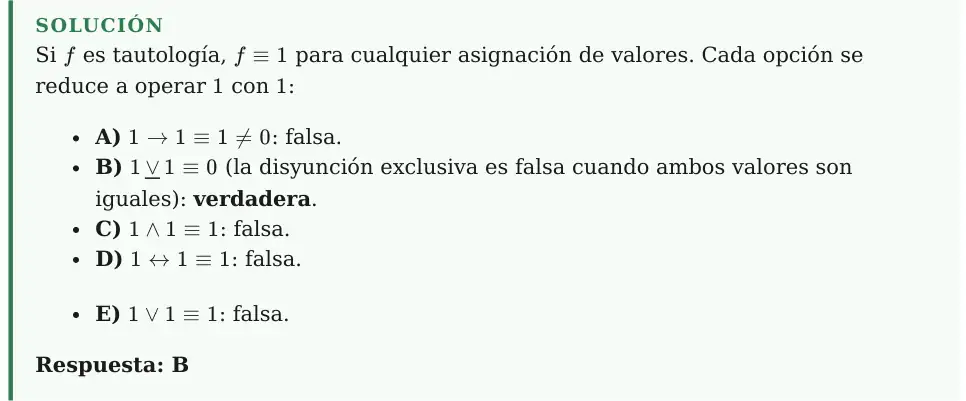 SOLUCIÓN
Si f es tautología, f ≡ 1 para cualquier asignación de valores. Cada opción se
reduce a operar 1 con 1:
• A) 1 → 1 ≡ 1 ≠ 0: falsa.
• B) 1 ⊻ 1 ≡ 0 (la disyunción exclusiva es falsa cuando ambos valores son
iguales): verdadera.
• C) 1 ∧ 1 ≡ 1: falsa.
• D) 1 ↔ 1 ≡ 1: falsa.
• E) 1 ∨ 1 ≡ 1: falsa.
Respuesta: B